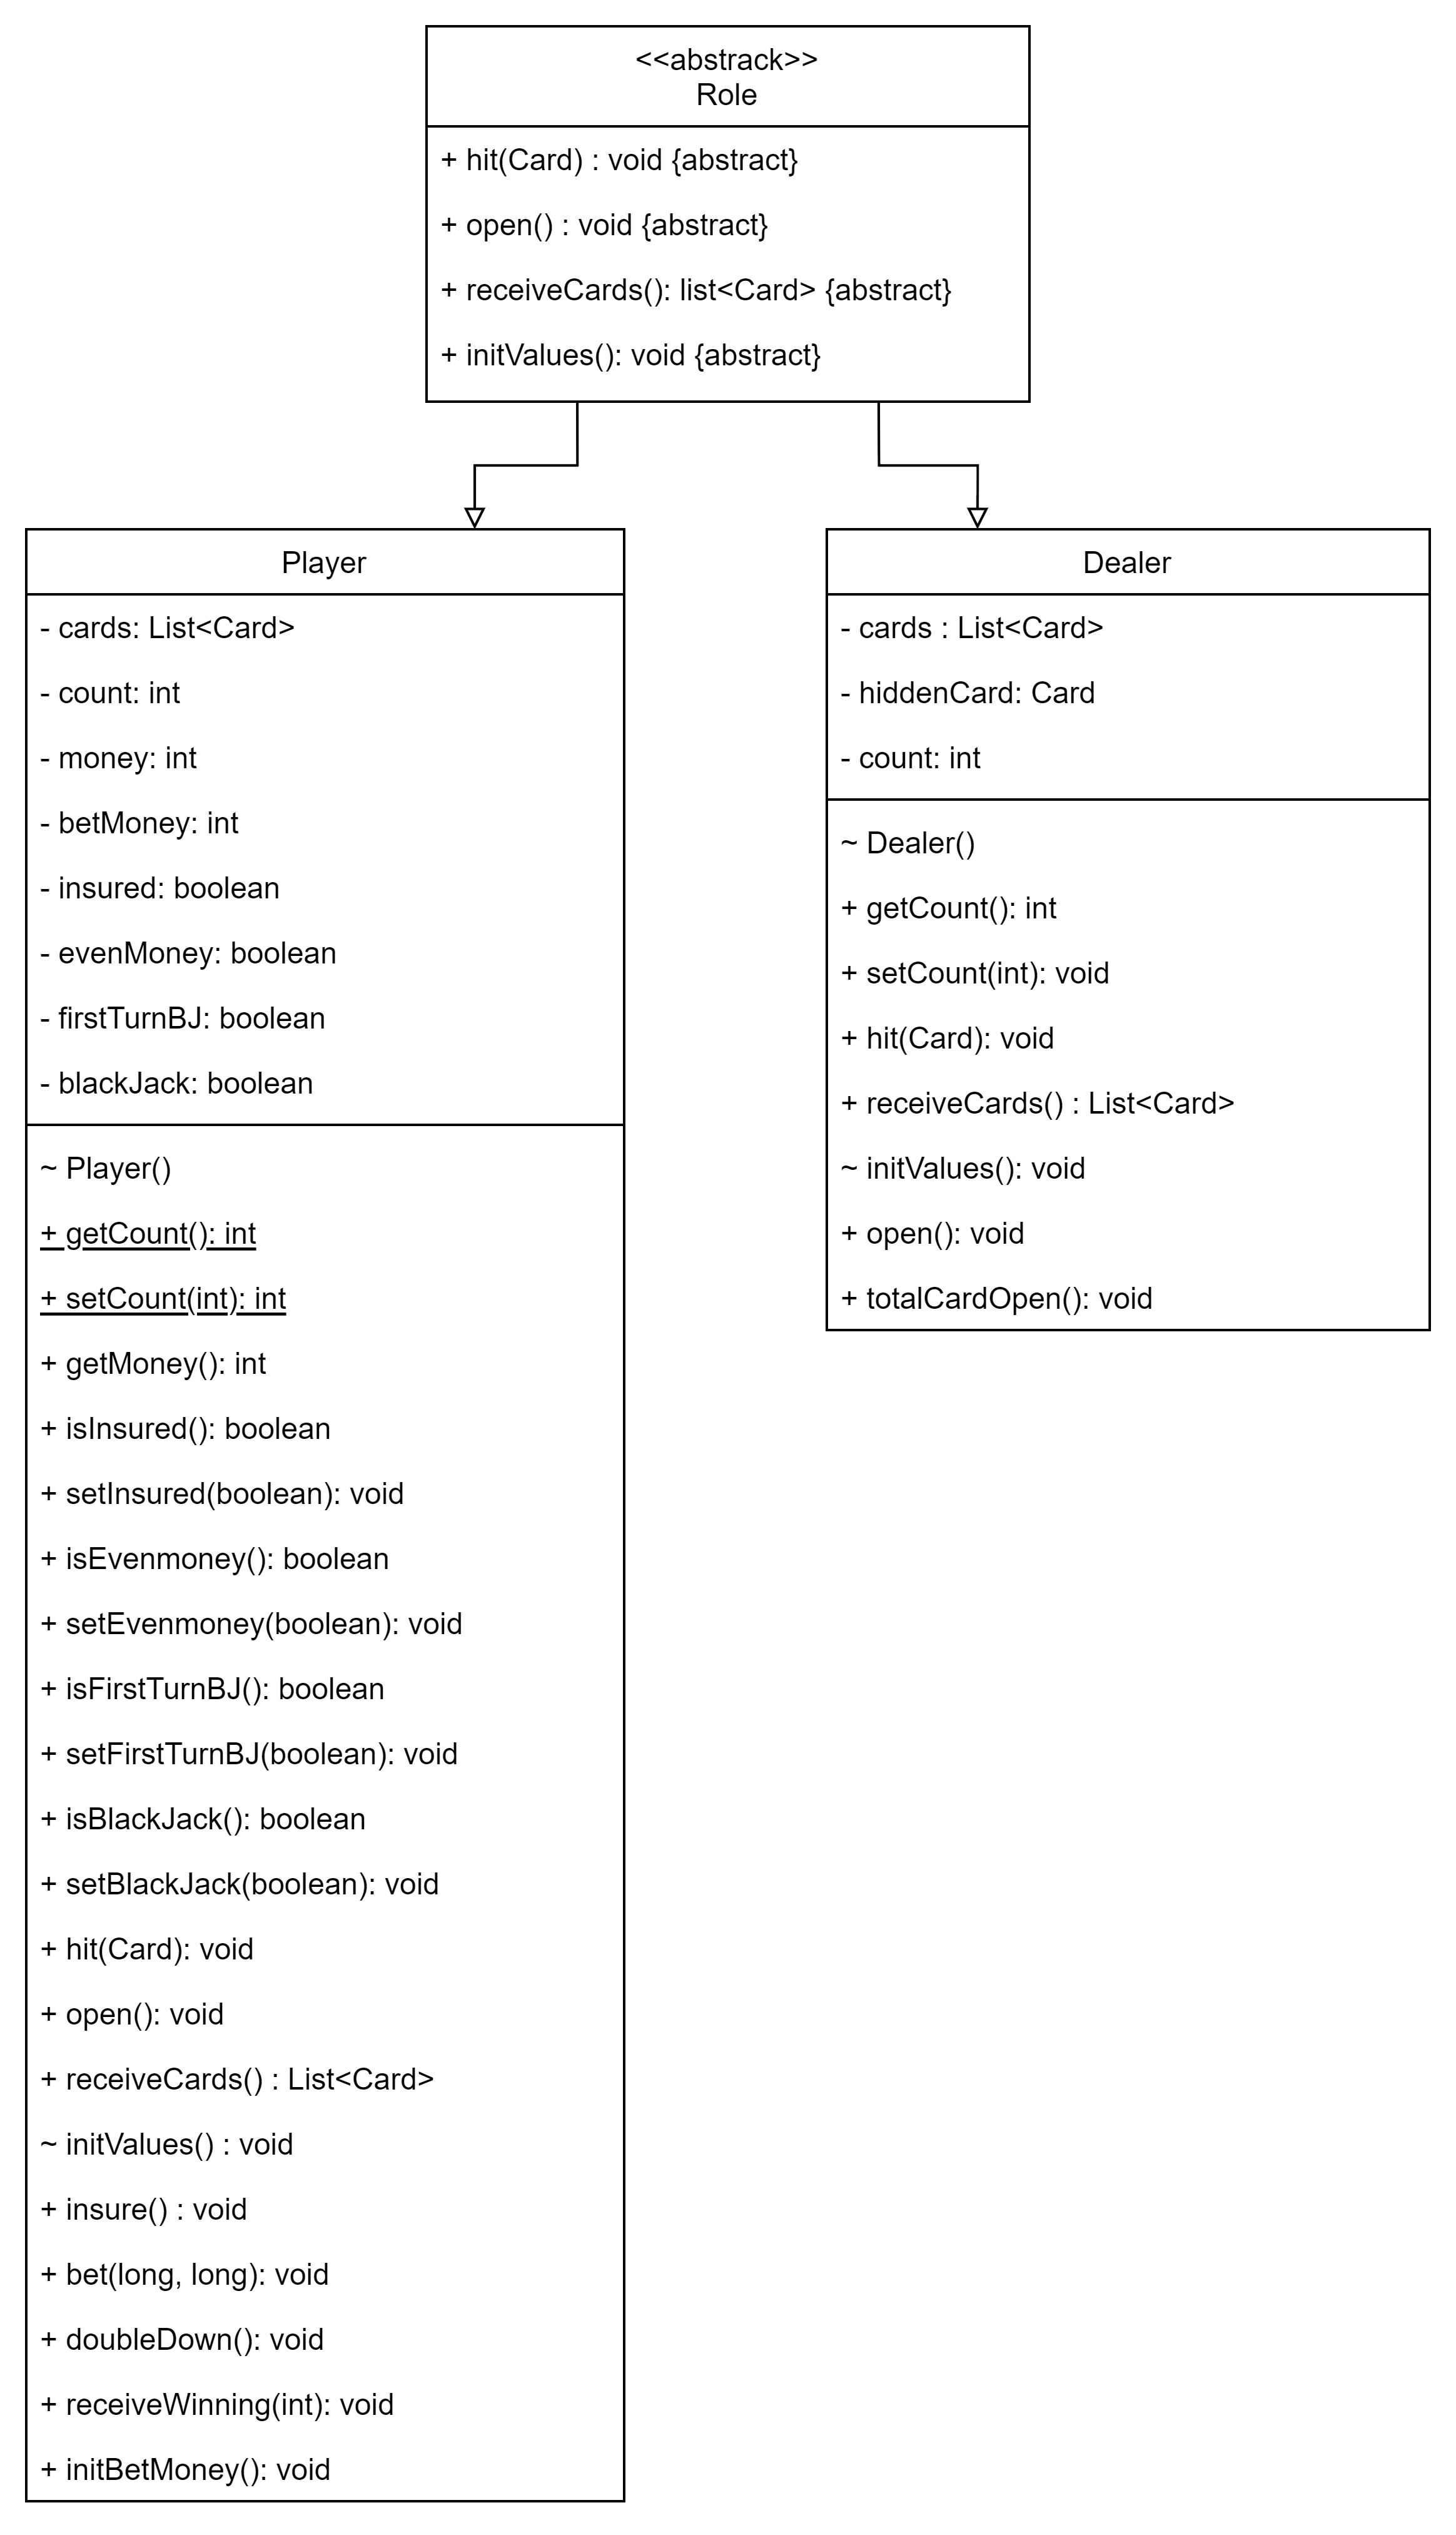 <<abstrack>>
Role
+ hit(Card) : void {abstract}
+ open() : void {abstract}
+ receiveCards(): list<Card> {abstract}
+ initValues(): void {abstract}
Player
- cards: List<Card>
- count: int
- money: int
- betMoney: int
- insured: boolean
- evenMoney: boolean
- firstTurnBJ: boolean
- blackJack: boolean
~ Player()
+ getCount(): int
+ setCount(int): int
+ getMoney(): int
+ isInsured(): boolean
+ setInsured(boolean): void
+ isEvenmoney(): boolean
+ setEvenmoney(boolean): void
+ isFirstTurnBJ(): boolean
+ setFirstTurnBJ(boolean): void
+ isBlackJack(): boolean
+ setBlackJack(boolean): void
+ hit(Card): void
+ open(): void
+ receiveCards() : List<Card>
~ initValues() : void
+ insure() : void
+ bet(long, long): void
+ doubleDown(): void
+ receiveWinning(int): void
+ initBetMoney(): void
Dealer
- cards : List<Card>
- hiddenCard: Card
- count: int
~ Dealer()
+ getCount(): int
+ setCount(int): void
+ hit(Card): void
+ receiveCards() : List<Card>
~ initValues(): void
+ open(): void
+ totalCardOpen(): void